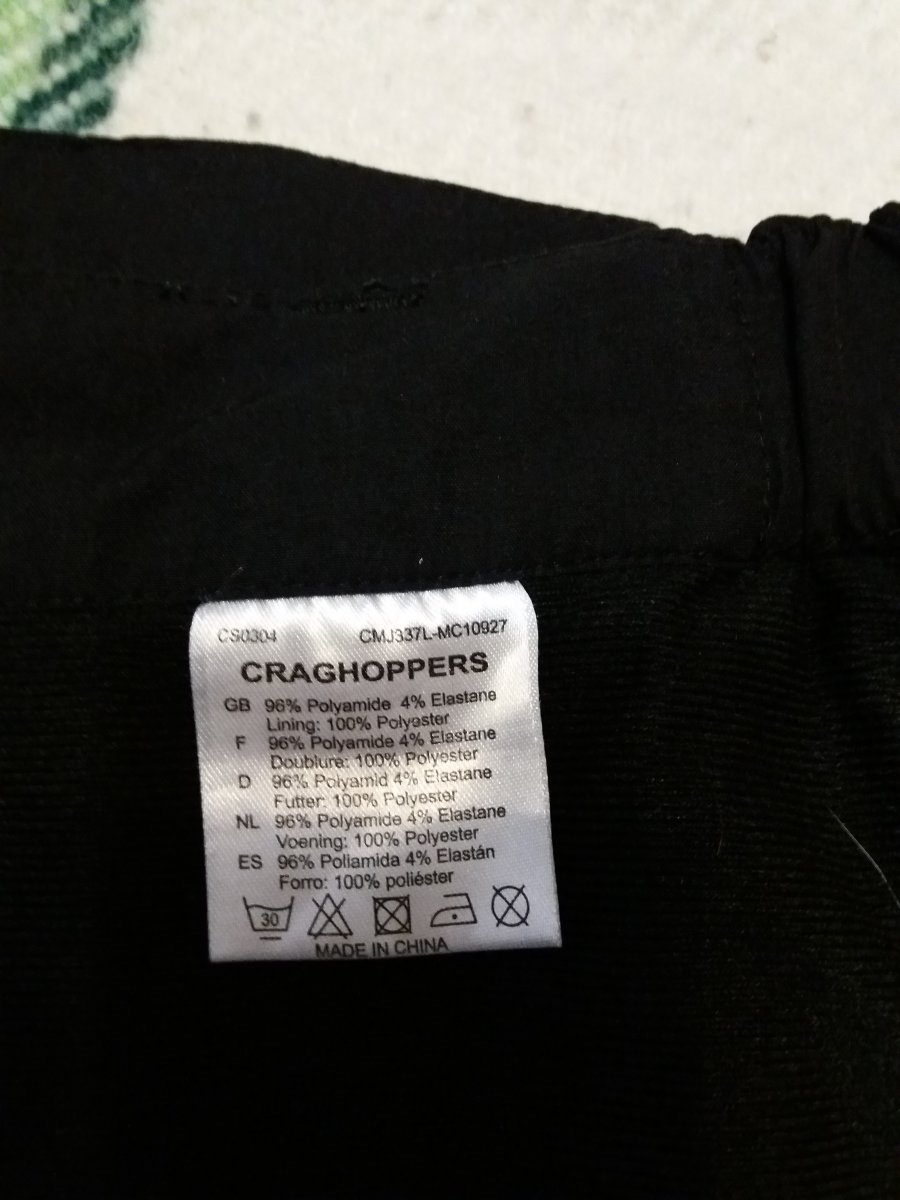 CS0304 CMJ337L-MC10927
CRAGHOPPERS
GB 96% Polyamide 4% Elastane
Lining: 100% Polyester
F 96% Polyamide 4% Elastane
Doublure: 100% Polyester
D 96% Polyamid 4% Elastane
Futter: 100% Polyester
NL 96% Polyamide 4% Elastane
Voening: 100% Polyester
ES 96% Poliamida 4% Elastán
Forro: 100% poliéster
30
MADE IN CHINA